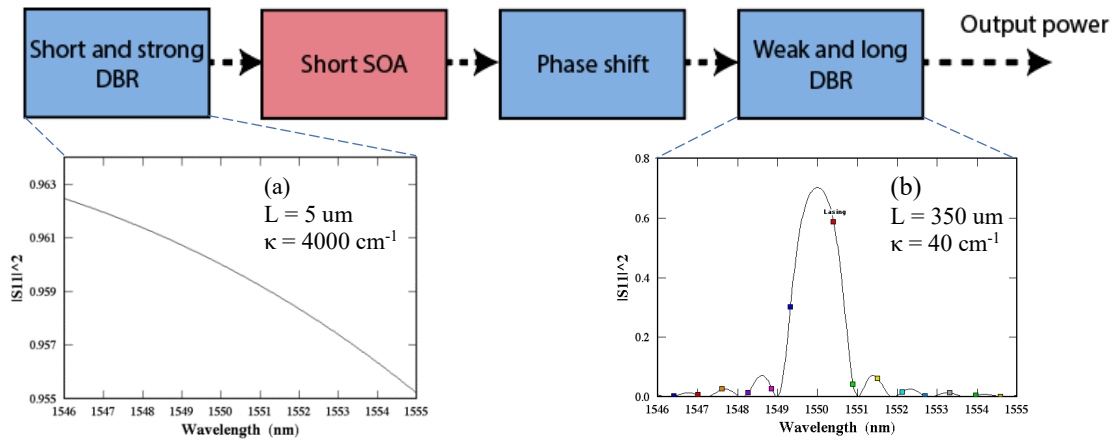 Short and strong
DBR
Short SOA
Phase shift
Weak and long
DBR
Output power
(a)
L = 5 um
κ = 4000 cm⁻¹
|S11|^2
0.963
0.961
0.959
0.957
0.955
1546 1547 1548 1549 1550 1551 1552 1553 1554 1555
Wavelength (nm)
(b)
L = 350 um
κ = 40 cm⁻¹
Lasing
|S11|^2
0.8
0.6
0.4
0.2
0.0
1546 1547 1548 1549 1550 1551 1552 1553 1554 1555
Wavelength (nm)